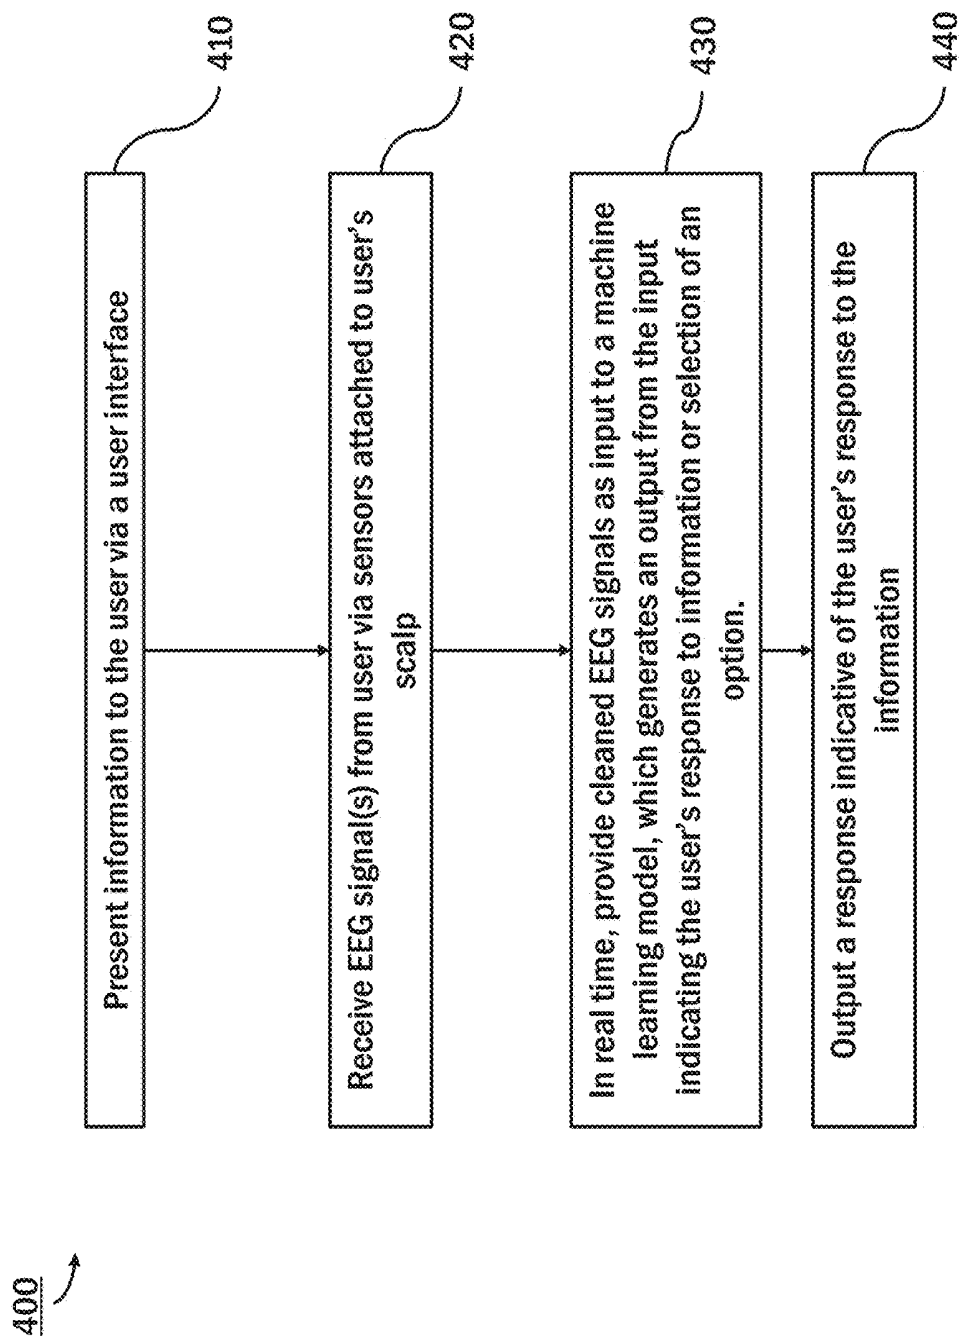 400
Present information to the user via a user interface
410
Receive EEG signal(s) from user via sensors attached to user's
scalp
420
In real time, provide cleaned EEG signals as input to a machine
learning model, which generates an output from the input
indicating the user's response to information or selection of an
option.
430
Output a response indicative of the user's response to the
information
440